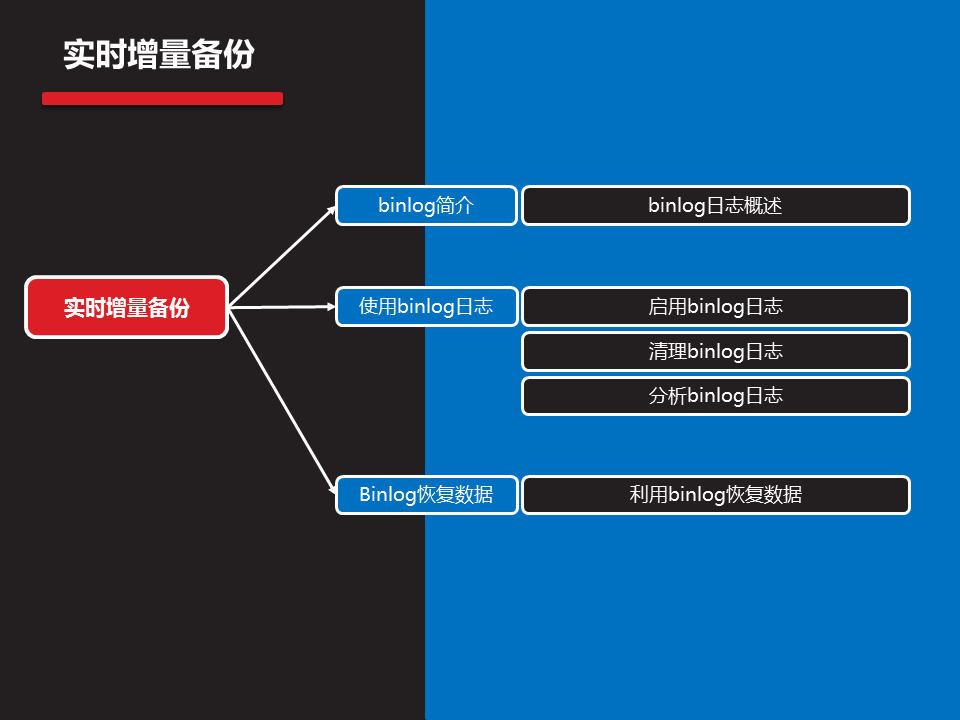 实时增量备份
实时增量备份
binlog简介
binlog日志概述
使用binlog日志
启用binlog日志
清理binlog日志
分析binlog日志
Binlog恢复数据
利用binlog恢复数据